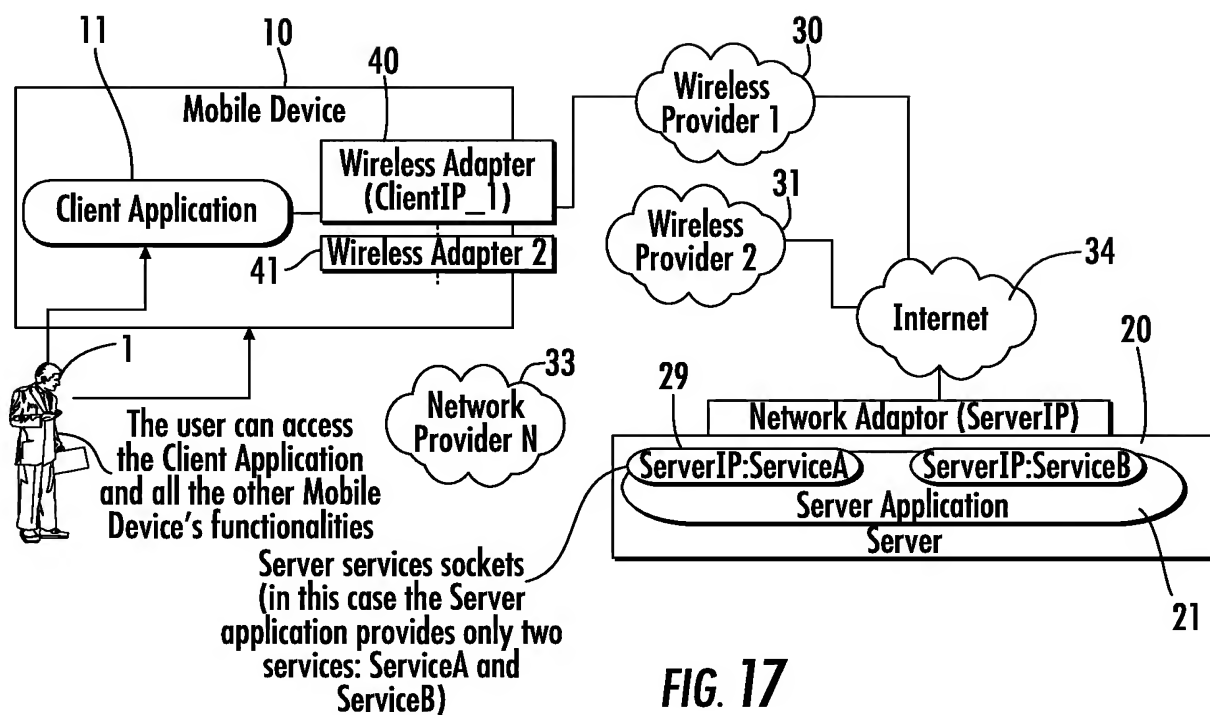 11
10
40
30
Mobile Device
Wireless
Provider 1
Wireless Adapter
(ClientIP_1)
Client Application
31
Wireless
Provider 2
Wireless Adapter 2
41
34
Internet
1
33
20
29
Network
Provider N
Network Adaptor (ServerIP)
The user can access
the Client Application
and all the other Mobile
Device's functionalities
ServerIP:ServiceA
ServerIP:ServiceB
Server Application
Server
21
Server services sockets
(in this case the Server
application provides only two
services: ServiceA and
ServiceB)
FIG. 17